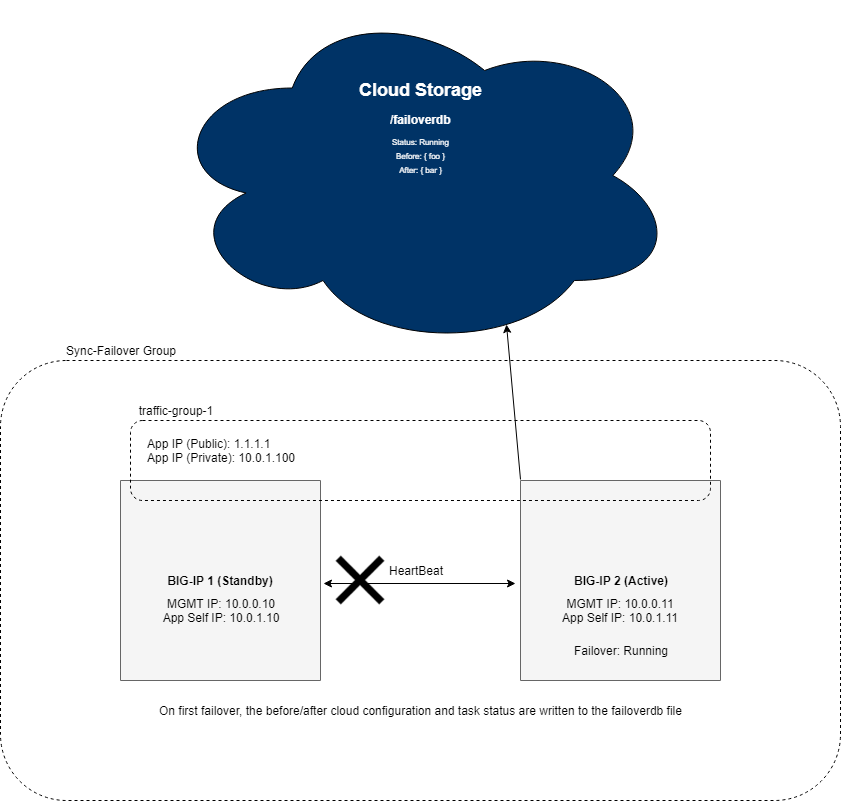 Cloud Storage
/failoverdb
Status: Running
Before: { foo }
After: { bar }
Sync-Failover Group
traffic-group-1
App IP (Public): 1.1.1.1
App IP (Private): 10.0.1.100
BIG-IP 1 (Standby)
MGMT IP: 10.0.0.10
App Self IP: 10.0.1.10
HeartBeat
BIG-IP 2 (Active)
MGMT IP: 10.0.0.11
App Self IP: 10.0.1.11
Failover: Running
On first failover, the before/after cloud configuration and task status are written to the failoverdb file